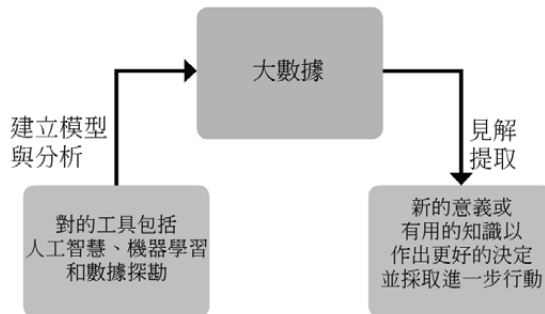 大數據
建立模型
與分析
見解
提取
對的工具包括
人工智慧、機器學習
和數據探勘
新的意義或
有用的知識以
作出更好的決定
並採取進一步行動